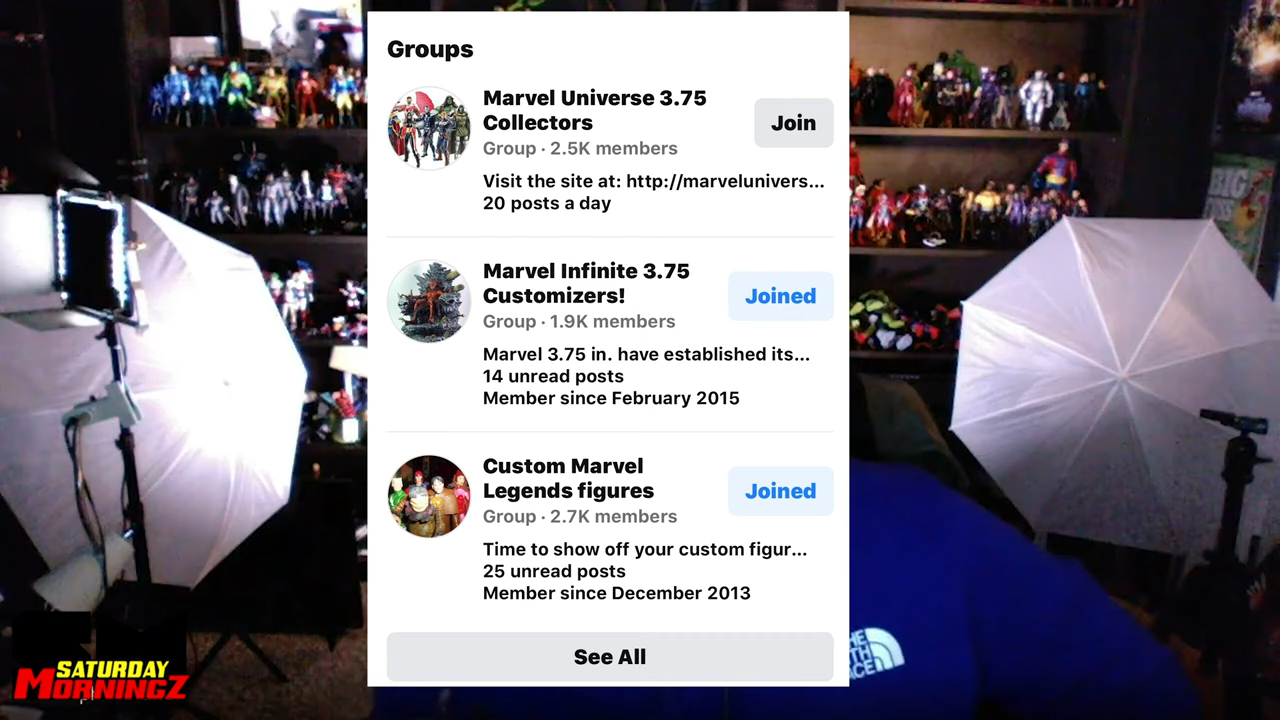 Groups
Marvel Universe 3.75
Collectors
Join
Group · 2.5K members
Visit the site at: http://marvelunivers...
20 posts a day
Marvel Infinite 3.75
Customizers!
Joined
Group · 1.9K members
Marvel 3.75 in. have established its...
14 unread posts
Member since February 2015
Custom Marvel
Legends figures
Joined
Group · 2.7K members
Time to show off your custom figur...
25 unread posts
Member since December 2013
See All
BIG
SATURDAY
MORNINGZ